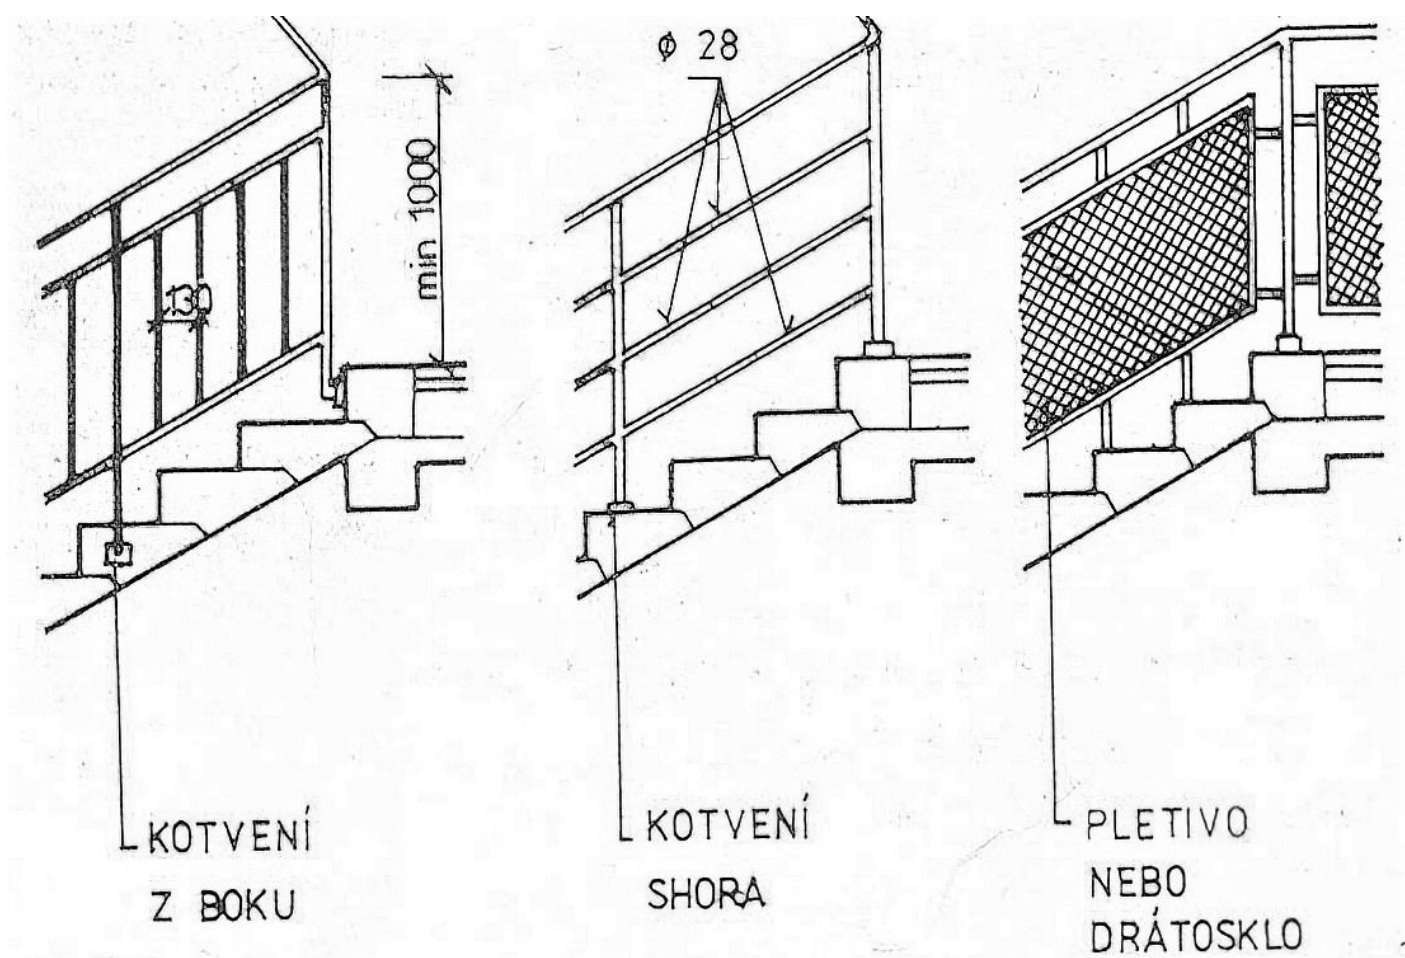 ø 28
min 1000
130
KOTVENÍ
Z BOKU
KOTVENÍ
SHORA
PLETIVO
NEBO
DRÁTOSKLO